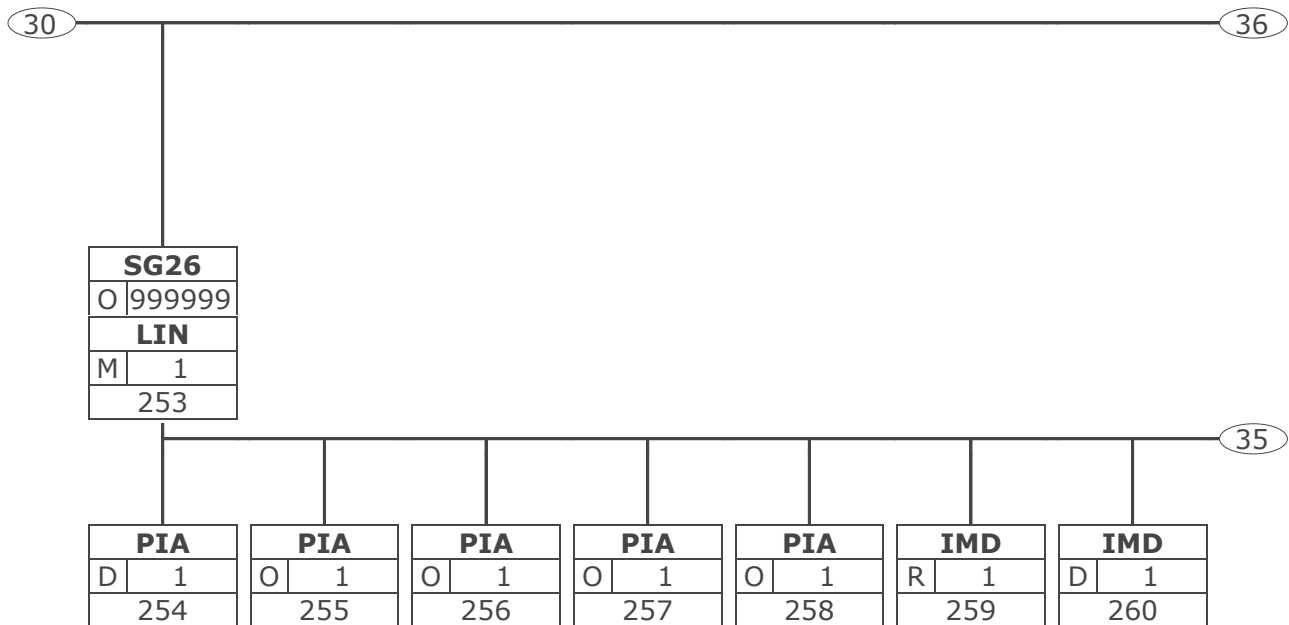 30 36
SG26
O 999999
LIN
M 1
253
35
PIA PIA PIA PIA PIA IMD IMD
D 1 O 1 O 1 O 1 O 1 R 1 D 1
254 255 256 257 258 259 260